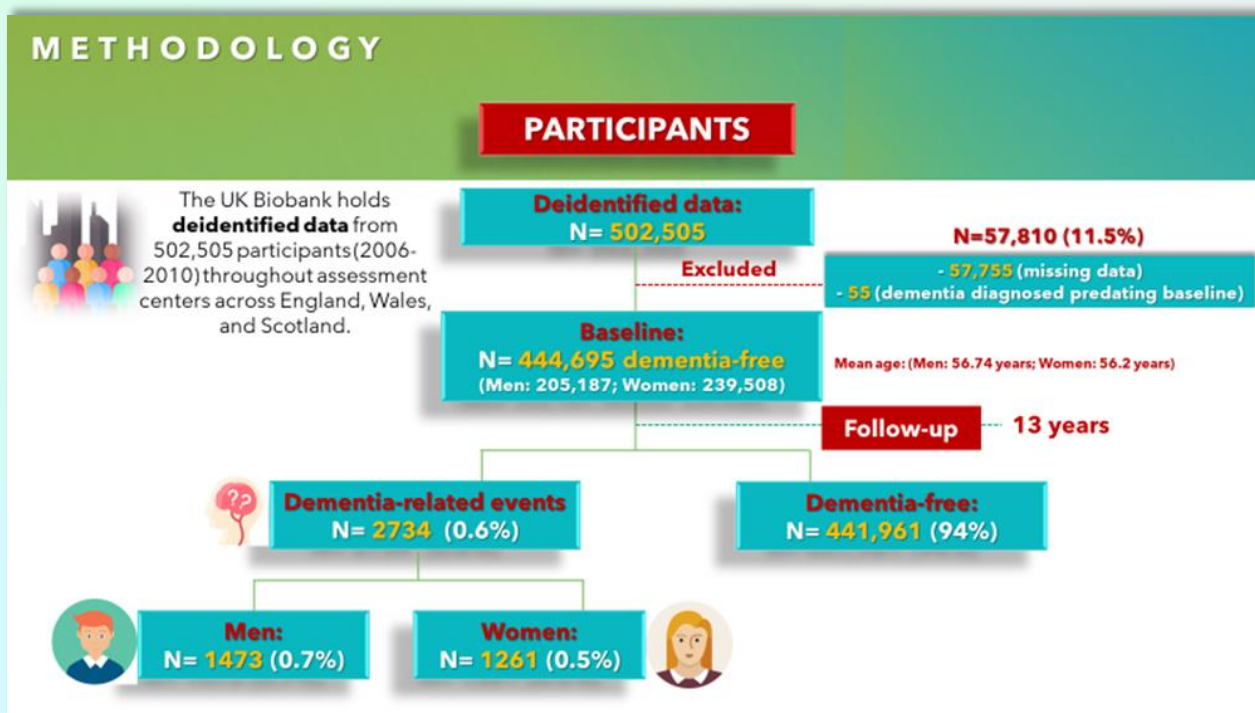 METHODOLOGY
PARTICIPANTS
The UK Biobank holds
deidentified data from
502,505 participants (2006-
2010) throughout assessment
centers across England, Wales,
and Scotland.
Deidentified data:
N= 502,505
Excluded
N=57,810 (11.5%)
- 57,755 (missing data)
- 55 (dementia diagnosed predating baseline)
Baseline:
N= 444,695 dementia-free
(Men: 205,187; Women: 239,508)
Mean age: (Men: 56.74 years; Women: 56.2 years)
Follow-up
13 years
??
Dementia-related events
N= 2734 (0.6%)
Dementia-free:
N= 441,961 (94%)
Men:
N= 1473 (0.7%)
Women:
N= 1261 (0.5%)